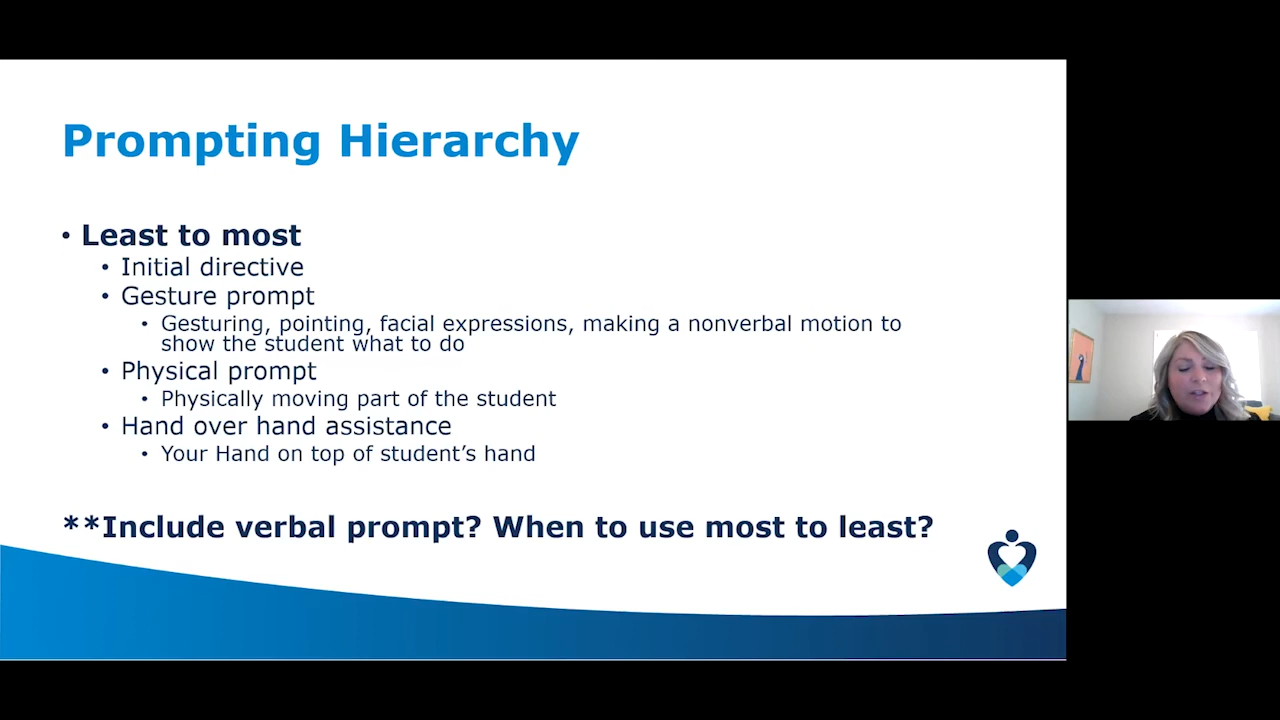 Prompting Hierarchy
• Least to most
• Initial directive
• Gesture prompt
• Gesturing, pointing, facial expressions, making a nonverbal motion to
show the student what to do
• Physical prompt
• Physically moving part of the student
• Hand over hand assistance
• Your Hand on top of student’s hand
**Include verbal prompt? When to use most to least?